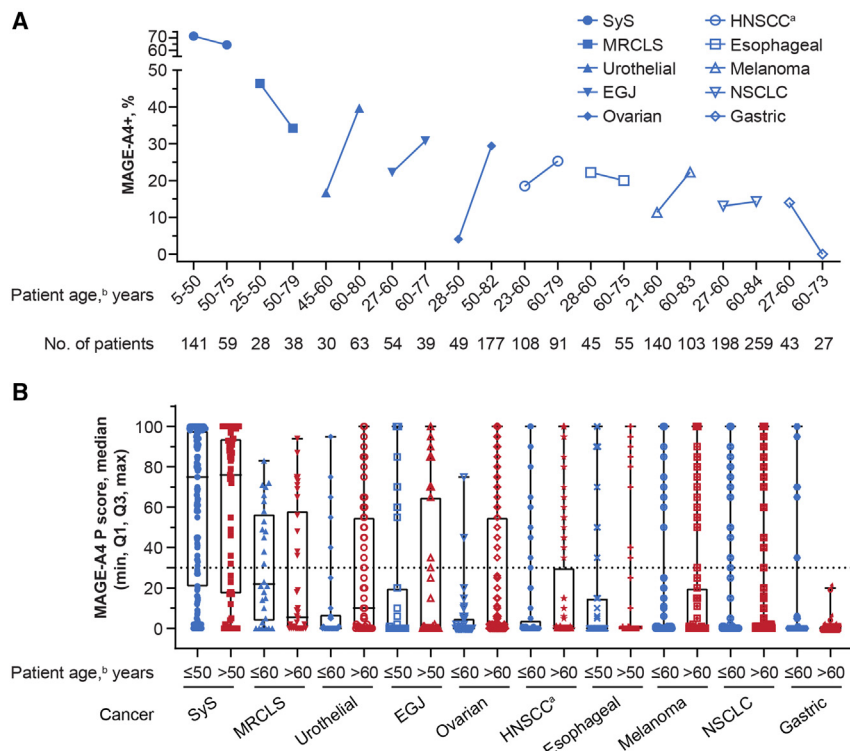 A
SyS
HNSCCa
MRCLS
Esophageal
Urothelial
Melanoma
EGJ
NSCLC
Ovarian
Gastric
MAGE-A4+, %
70
60
50
40
30
20
10
0
Patient age,b years
5-50 50-75 25-50 50-79 45-60 60-80 27-60 60-77 28-50 50-82 23-60 60-79 28-60 60-75 21-60 60-83 27-60 60-84 27-60 60-73
No. of patients 141 59 28 38 30 63 54 39 49 177 108 91 45 55 140 103 198 259 43 27
B
MAGE-A4 P score, median
(min, Q1, Q3, max)
100
80
60
40
20
0
Patient age,b years ≤50 >50 ≤60 >60 ≤60 >60 ≤50 >50 ≤60 >60 ≤60 >60 ≤50 >50 ≤60 >60 ≤60 >60 ≤60 >60
Cancer SyS MRCLS Urothelial EGJ Ovarian HNSCCa Esophageal Melanoma NSCLC Gastric